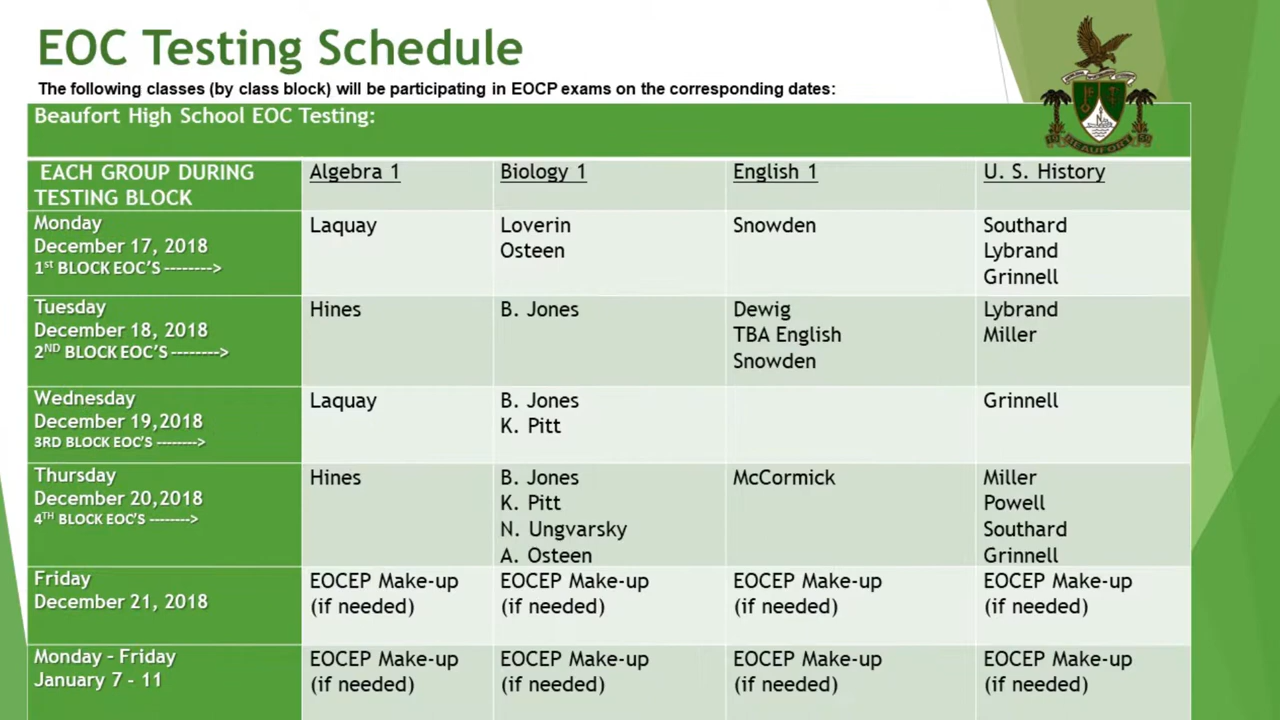 EOC Testing Schedule
The following classes (by class block) will be participating in EOCP exams on the corresponding dates:
Beaufort High School EOC Testing:
EACH GROUP DURING
TESTING BLOCK
Algebra 1
Biology 1
English 1
U. S. History
Monday
December 17, 2018
1st BLOCK EOC'S -------->
Laquay
Loverin
Osteen
Snowden
Southard
Lybrand
Grinnell
Tuesday
December 18, 2018
2ND BLOCK EOC'S -------->
Hines
B. Jones
Dewig
TBA English
Snowden
Lybrand
Miller
Wednesday
December 19,2018
3RD BLOCK EOC'S -------->
Laquay
B. Jones
K. Pitt
Grinnell
Thursday
December 20,2018
4TH BLOCK EOC'S -------->
Hines
B. Jones
K. Pitt
N. Ungvarsky
A. Osteen
McCormick
Miller
Powell
Southard
Grinnell
Friday
December 21, 2018
EOCEP Make-up
(if needed)
EOCEP Make-up
(if needed)
EOCEP Make-up
(if needed)
EOCEP Make-up
(if needed)
Monday – Friday
January 7 - 11
EOCEP Make-up
(if needed)
EOCEP Make-up
(if needed)
EOCEP Make-up
(if needed)
EOCEP Make-up
(if needed)
BEAUFORT